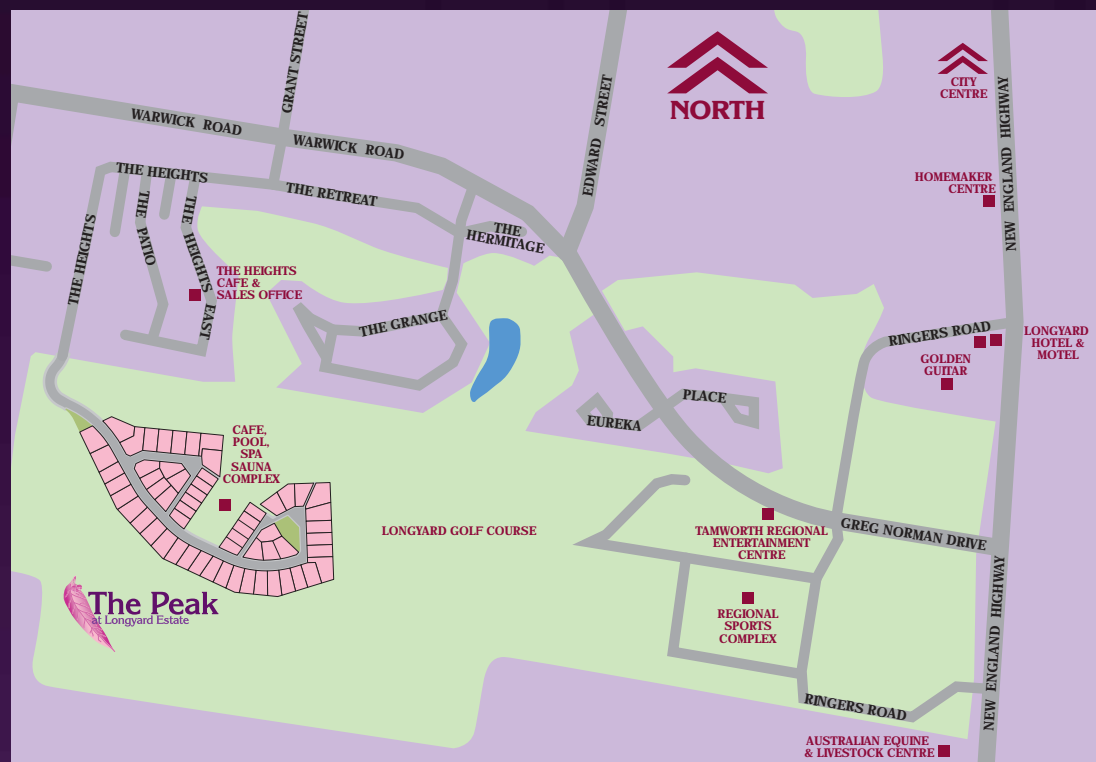 GRANT STREET
EDWARD STREET
NORTH
CITY
CENTRE
NEW ENGLAND HIGHWAY
WARWICK ROAD
WARWICK ROAD
THE HEIGHTS
THE RETREAT
HOMEMAKER
CENTRE
THE HEIGHTS
THE PATIO
THE HEIGHTS EAST
THE
HERMITAGE
THE HEIGHTS
CAFE &
SALES OFFICE
THE GRANGE
RINGERS ROAD
LONGYARD
HOTEL &
MOTEL
GOLDEN
GUITAR
EUREKA
PLACE
CAFE,
POOL,
SPA
SAUNA
COMPLEX
LONGYARD GOLF COURSE
TAMWORTH REGIONAL
ENTERTAINMENT
CENTRE
GREG NORMAN DRIVE
NEW ENGLAND HIGHWAY
The Peak
at Longyard Estate
REGIONAL
SPORTS
COMPLEX
RINGERS ROAD
AUSTRALIAN EQUINE
& LIVESTOCK CENTRE